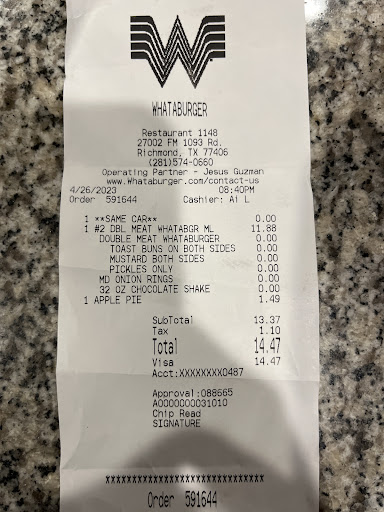 W
WHATABURGER
Restaurant 1148
27002 FM 1093 Rd.
Richmond, TX 77406
(281)574-0660
Operating Partner - Jesus Guzman
www.Whataburger.com/contact-us
4/26/2023 08:40PM
Order 591644 Cashier: Al L
1 **SAME CAR** 0.00
1 #2 DBL MEAT WHATABGR ML 11.88
DOUBLE MEAT WHATABURGER 0.00
TOAST BUNS ON BOTH SIDES 0.00
MUSTARD BOTH SIDES 0.00
PICKLES ONLY 0.00
MD ONION RINGS 0.00
32 OZ CHOCOLATE SHAKE 0.00
1 APPLE PIE 1.49
SubTotal 13.37
Tax 1.10
Total 14.47
Visa 14.47
Acct:XXXXXXXX0487
Approval:088665
A0000000031010
Chip Read
SIGNATURE
*******************************
Order 591644